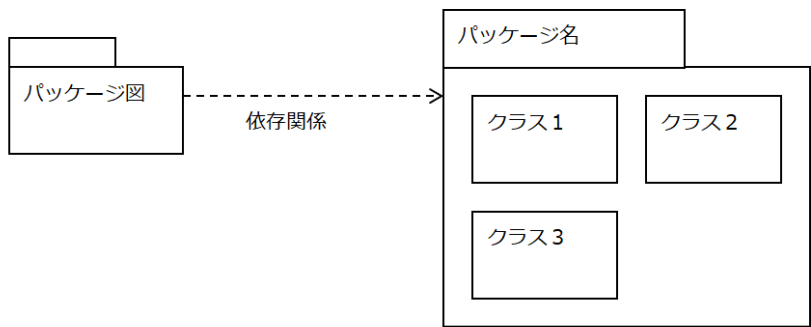 パッケージ名
パッケージ図
依存関係
クラス１
クラス２
クラス３